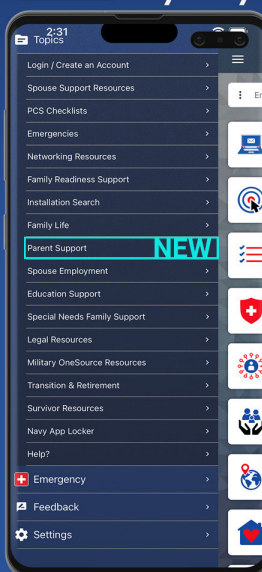 2:31
Topics
Login / Create an Account
Spouse Support Resources
PCS Checklists
Emergencies
Networking Resources
Family Readiness Support
Installation Search
Family Life
Parent Support NEW
Spouse Employment
Education Support
Special Needs Family Support
Legal Resources
Military OneSource Resources
Transition & Retirement
Survivor Resources
Navy App Locker
Help?
Emergency
Feedback
Settings